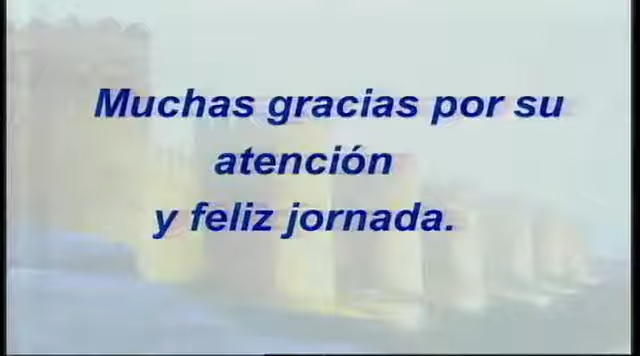 Muchas gracias por su
atención
y feliz jornada.